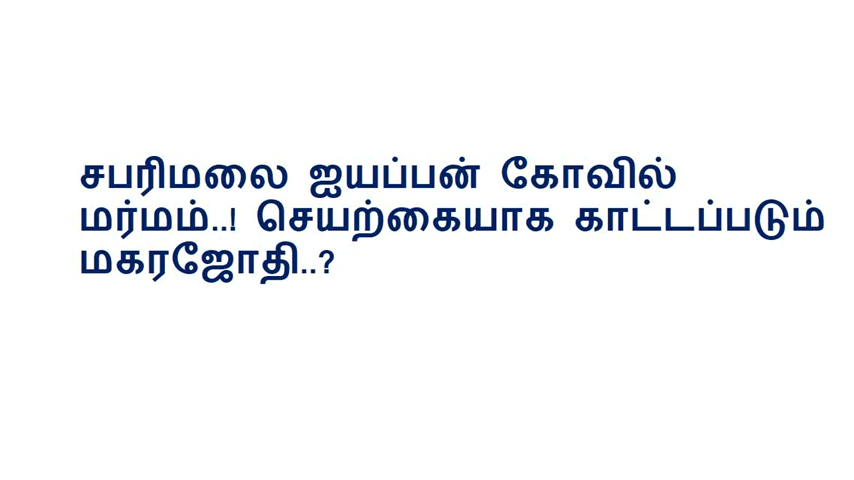 சபரிமலை ஐயப்பன் கோவில்
மர்மம்..! செயற்கையாக காட்டப்படும்
மகரஜோதி..?